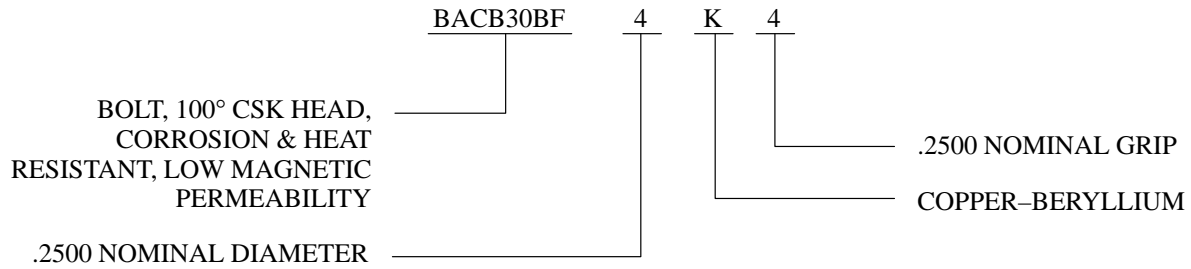 BACB30BF 4 K 4
BOLT, 100° CSK HEAD,
CORROSION & HEAT
RESISTANT, LOW MAGNETIC
PERMEABILITY
.2500 NOMINAL DIAMETER
.2500 NOMINAL GRIP
COPPER–BERYLLIUM